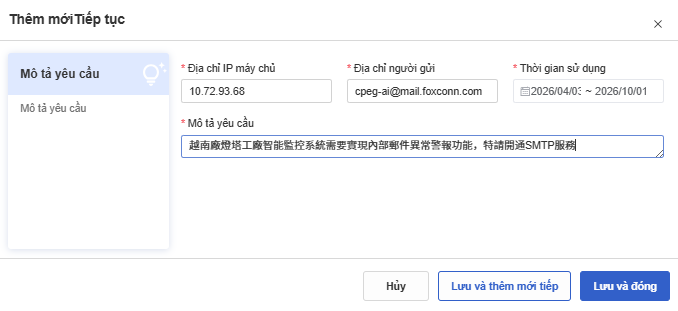 Thêm mớiTiếp tục
Mô tả yêu cầu
Mô tả yêu cầu
* Địa chỉ IP máy chủ
* Địa chỉ người gửi
* Thời gian sử dụng
10.72.93.68
cpeg-ai@mail.foxconn.com
2026/04/03 ~ 2026/10/01
* Mô tả yêu cầu
越南廠燈塔工廠智能監控系統需要實現內部郵件異常警報功能，特請開通SMTP服務
Hủy
Lưu và thêm mới tiếp
Lưu và đóng